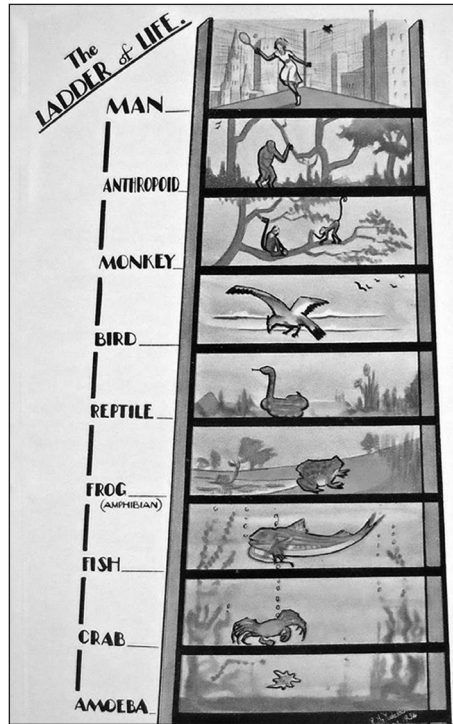 The
LADDER of LIFE.
MAN
ANTHROPOID
MONKEY
BIRD
REPTILE
FROG
(AMPHIBIAN)
FISH
CRAB
AMOEBA